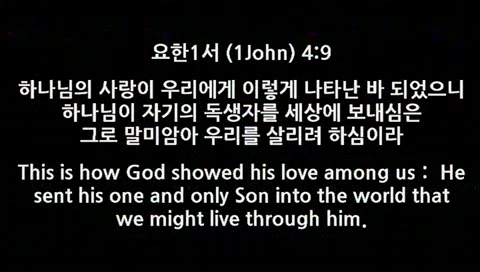 요한1서 (1John) 4:9
하나님의 사랑이 우리에게 이렇게 나타난 바 되었으니
하나님이 자기의 독생자를 세상에 보내심은
그로 말미암아 우리를 살리려 하심이라
This is how God showed his love among us : He
sent his one and only Son into the world that
we might live through him.